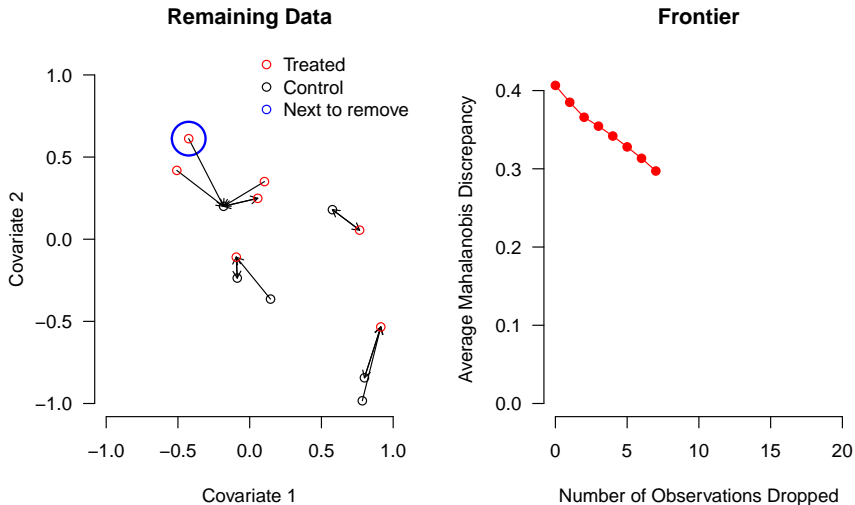 Remaining Data
Treated
Control
Next to remove
1.0
0.5
0.0
−0.5
−1.0
Covariate 2
−1.0 −0.5 0.0 0.5 1.0
Covariate 1
Frontier
0.4
0.3
0.2
0.1
0.0
Average Mahalanobis Discrepancy
0 5 10 15 20
Number of Observations Dropped